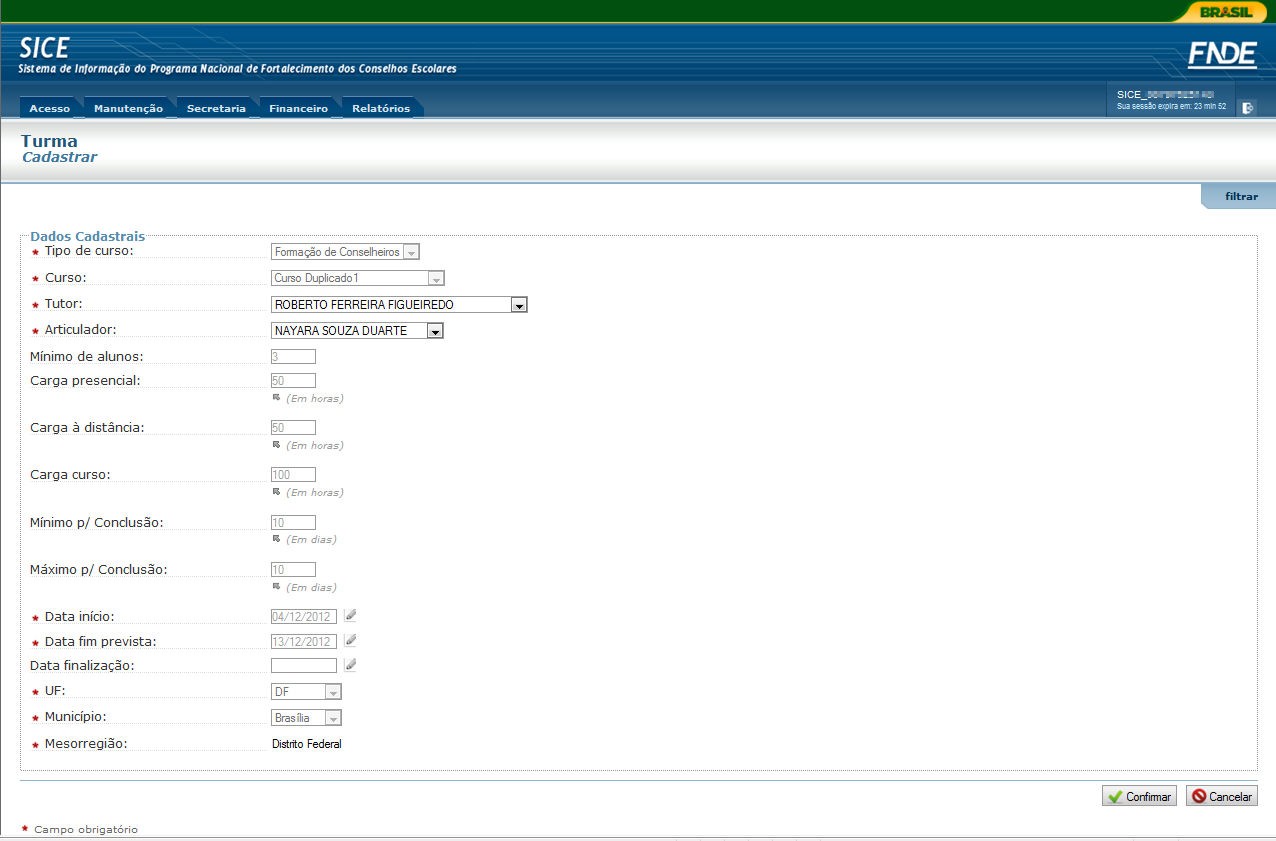 BRASIL
SICE
Sistema de Informação do Programa Nacional de Fortalecimento dos Conselhos Escolares
FNDE
Acesso Manutenção Secretaria Financeiro Relatórios
SICE_
Sua sessão expira em: 23 min 52
Turma
Cadastrar
filtrar
Dados Cadastrais
* Tipo de curso: Formação de Conselheiros
* Curso: Curso Duplicado1
* Tutor: ROBERTO FERREIRA FIGUEIREDO
* Articulador: NAYARA SOUZA DUARTE
Mínimo de alunos: 3
Carga presencial: 50
(Em horas)
Carga à distância: 50
(Em horas)
Carga curso: 100
(Em horas)
Mínimo p/ Conclusão: 10
(Em dias)
Máximo p/ Conclusão: 10
(Em dias)
* Data início: 04/12/2012
* Data fim prevista: 13/12/2012
Data finalização:
* UF: DF
* Município: Brasília
* Mesorregião: Distrito Federal
Confirmar Cancelar
* Campo obrigatório